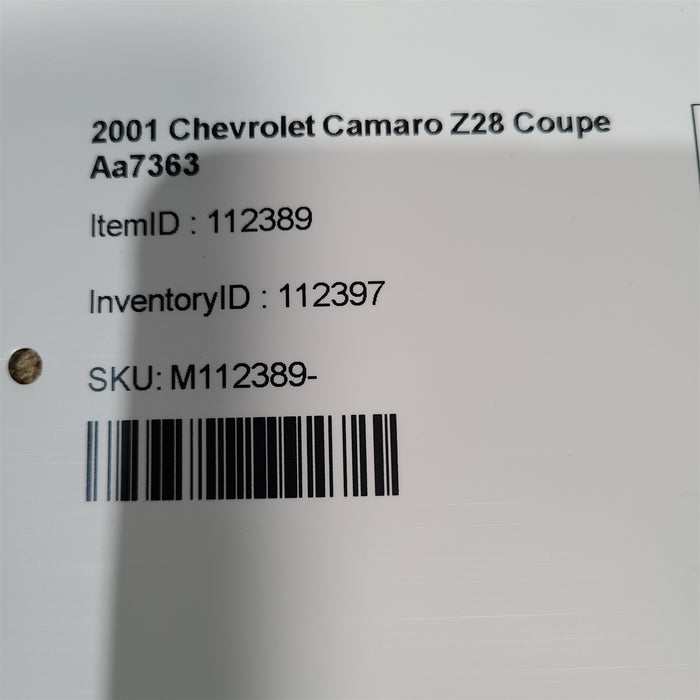 2001 Chevrolet Camaro Z28 Coupe
Aa7363
ItemID : 112389
InventoryID : 112397
SKU: M112389-